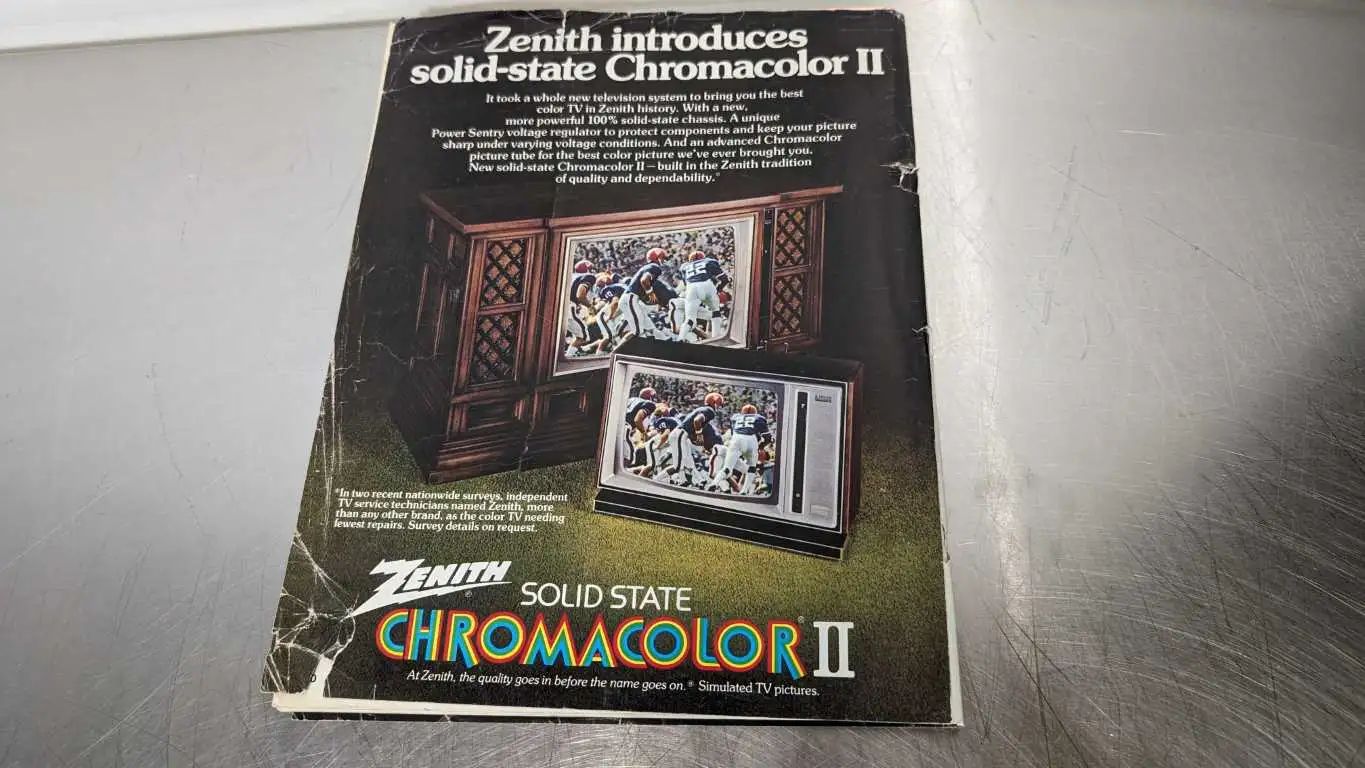 Zenith introduces
solid-state Chromacolor II
It took a whole new television system to bring you the best
color TV in Zenith history. With a new,
more powerful 100% solid-state chassis. A unique
Power Sentry voltage regulator to protect components and keep your picture
sharp under varying voltage conditions. And an advanced Chromacolor
picture tube for the best color picture we've ever brought you.
New solid-state Chromacolor II—built in the Zenith tradition
of quality and dependability.*
22
22
*In two recent nationwide surveys, independent
TV service technicians named Zenith, more
than any other brand, as the color TV needing
fewest repairs. Survey details on request.
ZENITH®
SOLID STATE
CHROMACOLOR® II
At Zenith, the quality goes in before the name goes on.® Simulated TV pictures.